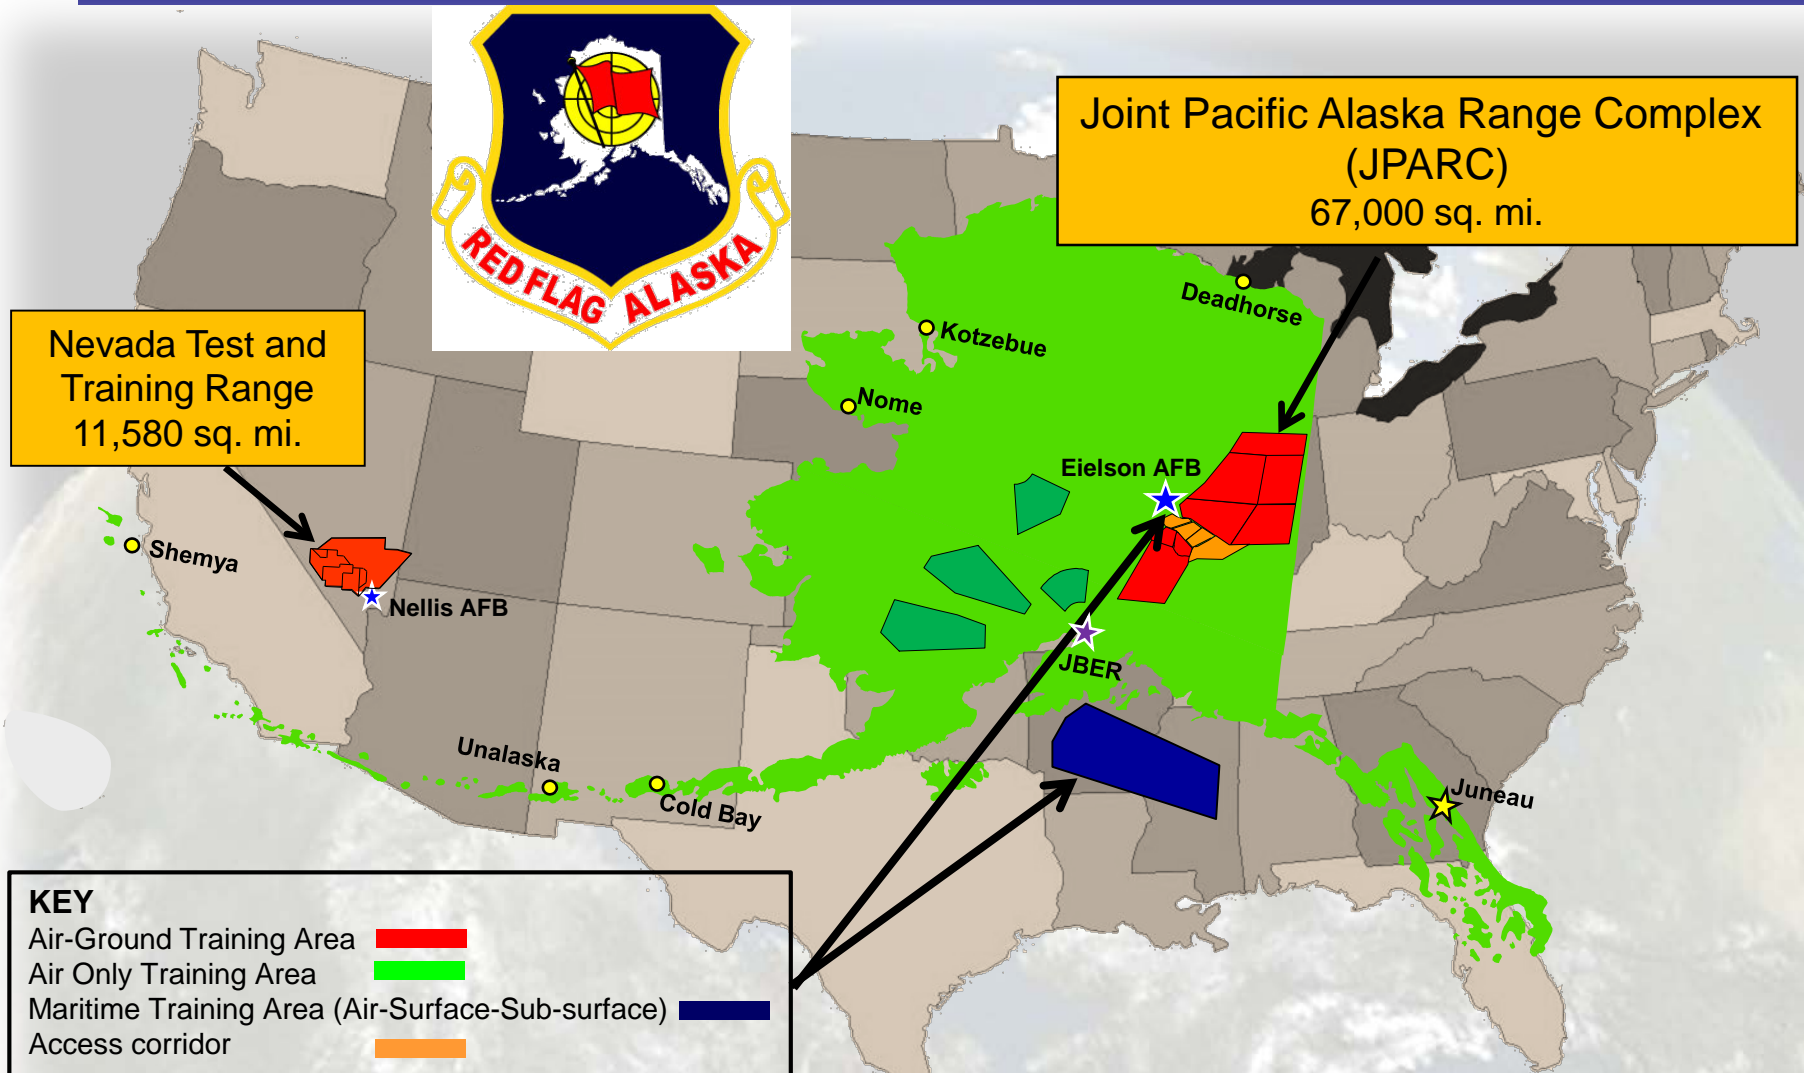 RED FLAG ALASKA
Joint Pacific Alaska Range Complex
(JPARC)
67,000 sq. mi.
Nevada Test and
Training Range
11,580 sq. mi.
Deadhorse
Kotzebue
Nome
Eielson AFB
Shemya
Nellis AFB
JBER
Unalaska
Cold Bay
Juneau
KEY
Air-Ground Training Area
Air Only Training Area
Maritime Training Area (Air-Surface-Sub-surface)
Access corridor